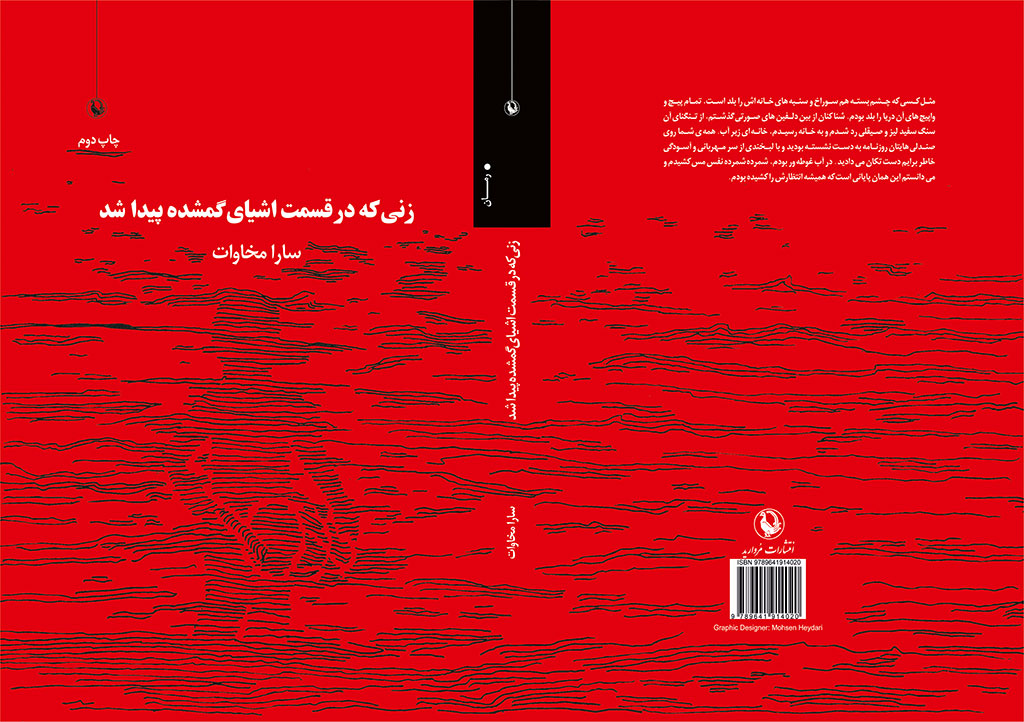 چاپ دوم
زنی که در قسمت اشیای گمشده پیدا شد
سارا مخاوات
رمـــان
زنی که در قسمت اشیای گمشده پیدا شد
سارا مخاوات
مثل کسی که چشم بسته هم سوراخ و سنبه های خانه اش را بلد است. تمام پیچ و
واپیچ های آن دریا را بلد بودم. شنا کنان از بین دلفین های صورتی گذشتم، از تنگنای آن
سنگ سفید لیز و صیقلی رد شدم و به خانه رسیدم، خانه ای زیر آب. همه ی شما روی
صندلی هایتان روزنامه به دست نشسته بودید و با لبخندی از سر مهربانی و آسودگی
خاطر برایم دست تکان می دادید. در آب غوطه ور بودم، شمرده شمرده نفس می کشیدم و
می دانستم این همان پایانی است که همیشه انتظارش را کشیده بودم.
انتشارات مروارید
ISBN 9789641914020
9 789641 914020
Graphic Designer: Mohsen Heydari